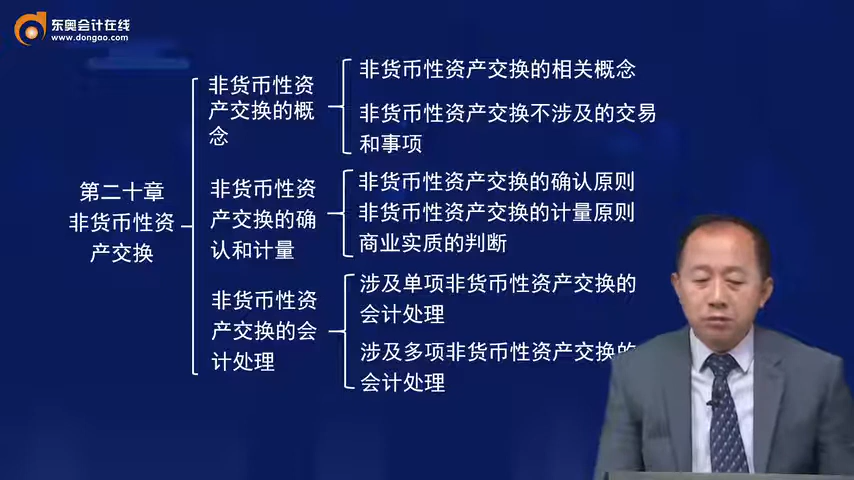 东奥会计在线
www.dongao.com
第二十章
非货币性资
产交换
非货币性资
产交换的概
念
非货币性资产交换的相关概念
非货币性资产交换不涉及的交易
和事项
非货币性资
产交换的确
认和计量
非货币性资产交换的确认原则
非货币性资产交换的计量原则
商业实质的判断
非货币性资
产交换的会
计处理
涉及单项非货币性资产交换的
会计处理
涉及多项非货币性资产交换的
会计处理